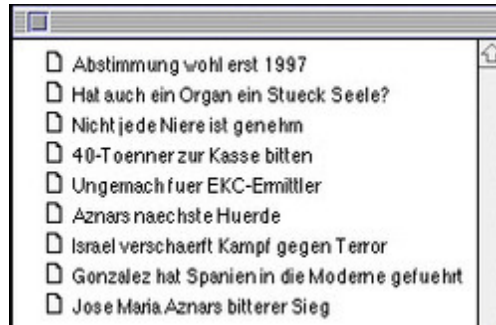 Abstimmung wohl erst 1997
Hat auch ein Organ ein Stueck Seele?
Nicht jede Niere ist genehm
40-Toenner zur Kasse bitten
Ungemach fuer EKC-Ermittler
Aznars naechste Huerde
Israel verschaerft Kampf gegen Terror
Gonzalez hat Spanien in die Moderne gefuehrt
Jose Maria Aznars bitterer Sieg